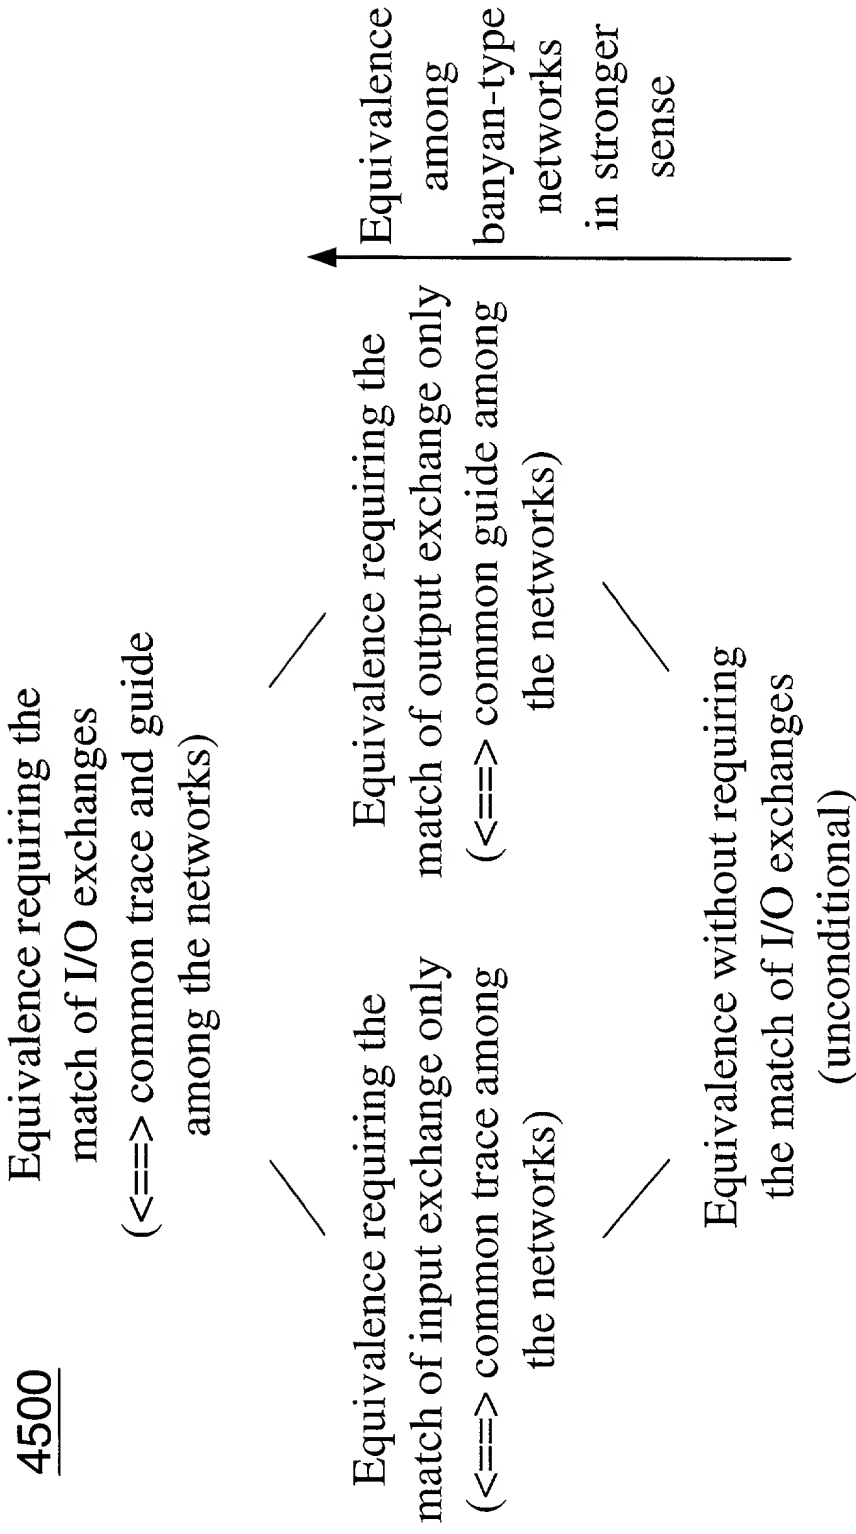 4500
Equivalence requiring the
match of I/O exchanges
(<==> common trace and guide
among the networks)
Equivalence requiring the
match of input exchange only
(<==> common trace among
the networks)
Equivalence requiring the
match of output exchange only
(<==> common guide among
the networks)
Equivalence
among
banyan-type
networks
in stronger
sense
Equivalence without requiring
the match of I/O exchanges
(unconditional)